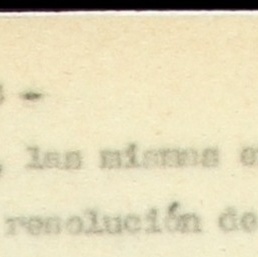 -
, las mismas
resolución de